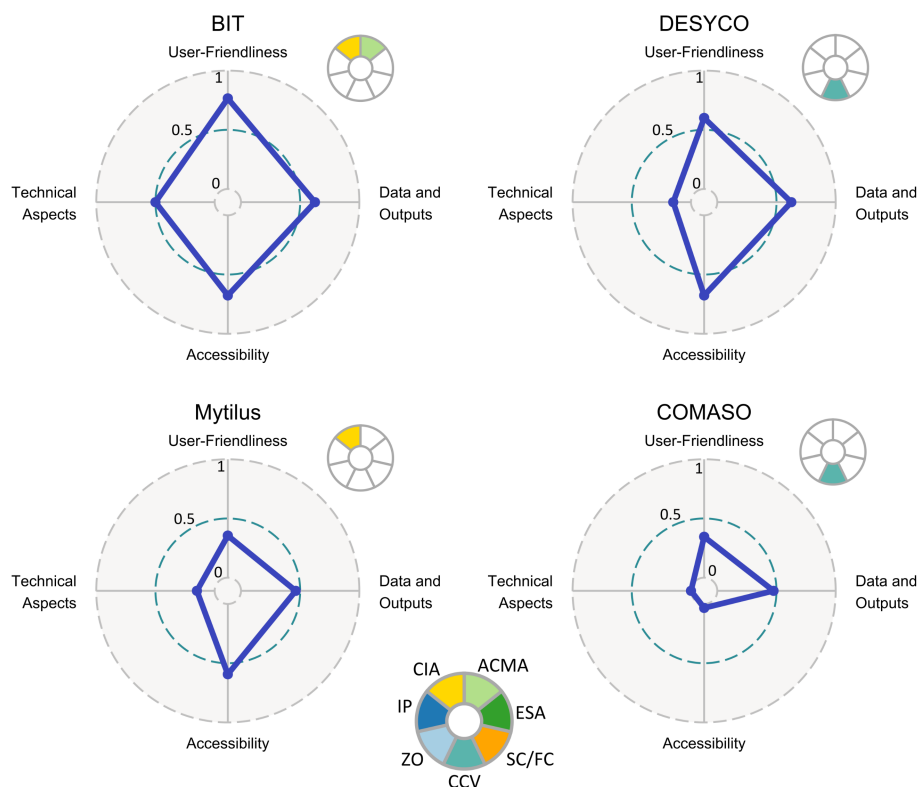 BIT
User-Friendliness
1
0.5
0
Technical
Aspects
Data and
Outputs
Accessibility
DESYCO
User-Friendliness
1
0.5
0
Technical
Aspects
Data and
Outputs
Accessibility
Mytilus
User-Friendliness
1
0.5
0
Technical
Aspects
Data and
Outputs
Accessibility
COMASO
User-Friendliness
1
0.5
0
Technical
Aspects
Data and
Outputs
Accessibility
CIA
ACMA
IP
ESA
ZO
SC/FC
CCV